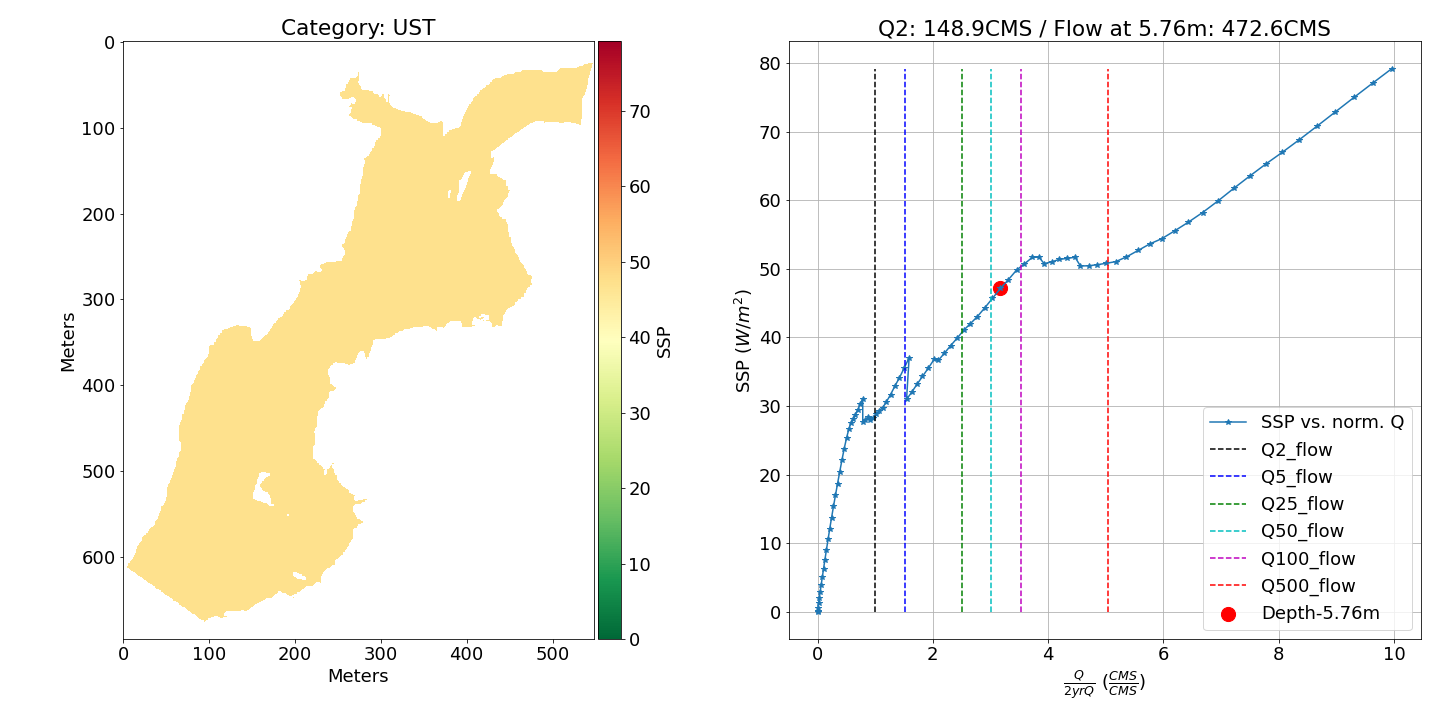 Category: UST
0
100
200
300
400
500
600
Meters
0
100
200
300
400
500
Meters
70
60
50
40
30
20
10
0
SSP
Q2: 148.9CMS / Flow at 5.76m: 472.6CMS
80
70
60
50
40
30
20
10
0
SSP (W/m²)
SSP vs. norm. Q
Q2_flow
Q5_flow
Q25_flow
Q50_flow
Q100_flow
Q500_flow
Depth-5.76m
0
2
4
6
8
10
Q/2yrQ (CMS/CMS)